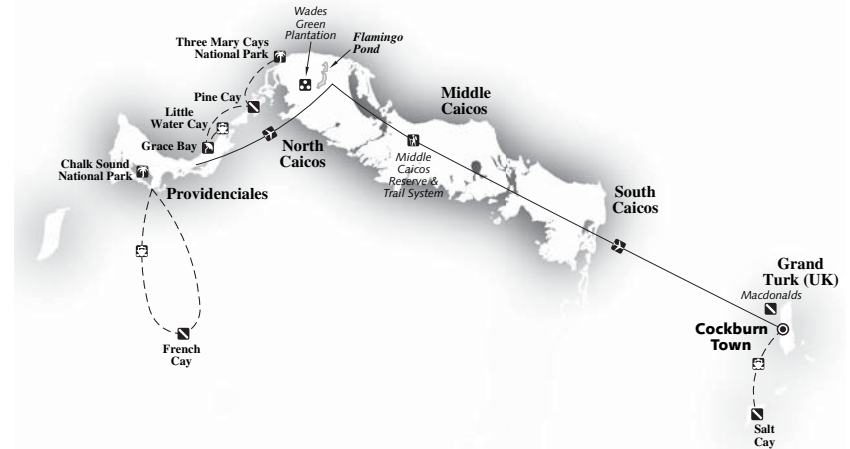 Wades
Green
Plantation
Flamingo
Pond
Three Mary Cays
National Park
Pine Cay
Little
Water Cay
Grace Bay
Chalk Sound
National Park
Providenciales
North
Caicos
Middle
Caicos
Middle
Caicos
Reserve &
Trail System
South
Caicos
Grand
Turk (UK)
Macdonalds
Cockburn
Town
French
Cay
Salt
Cay